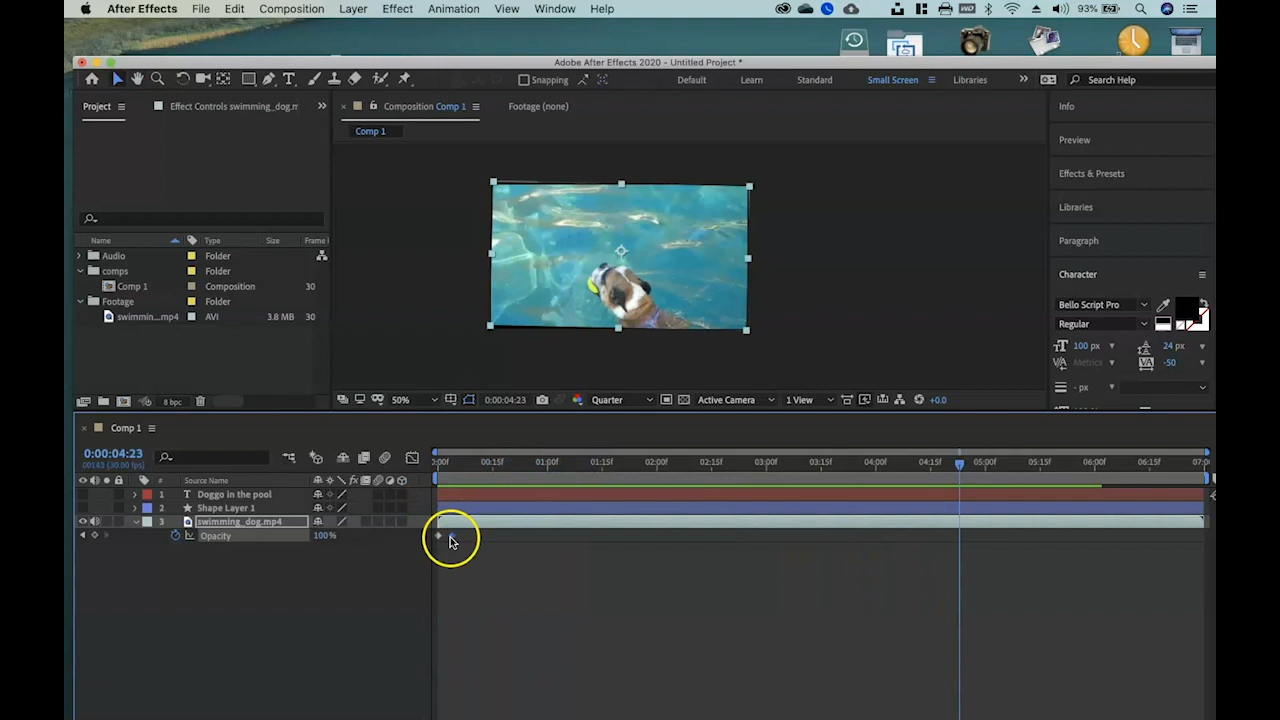 After Effects File Edit Composition Layer Effect Animation View Window Help 93%
Adobe After Effects 2020 - Untitled Project *
Snapping Default Learn Standard Small Screen Libraries Search Help
Project Effect Controls swimming_dog.m Composition Comp 1 Footage (none) Info
Comp 1
Preview
Effects & Presets
Libraries
Name Type Size Frame I Paragraph
Audio Folder
comps Folder Character
Comp 1 Composition 30
Footage Folder Bello Script Pro
swimmin...mp4 AVI 3.8 MB 30 Regular
100 px 24 px
Metrics -50
- px
8 bpc 50% 0:00:04:23 Quarter Active Camera 1 View +0.0
Comp 1
0:00:04:23
00143 (30.00 fps) :00f 00:15f 01:00f 01:15f 02:00f 02:15f 03:00f 03:15f 04:00f 04:15f 05:00f 05:15f 06:00f 06:15f 07:0
# Source Name
1 T Doggo in the pool
2 Shape Layer 1
3 swimming_dog.mp4
Opacity 100%